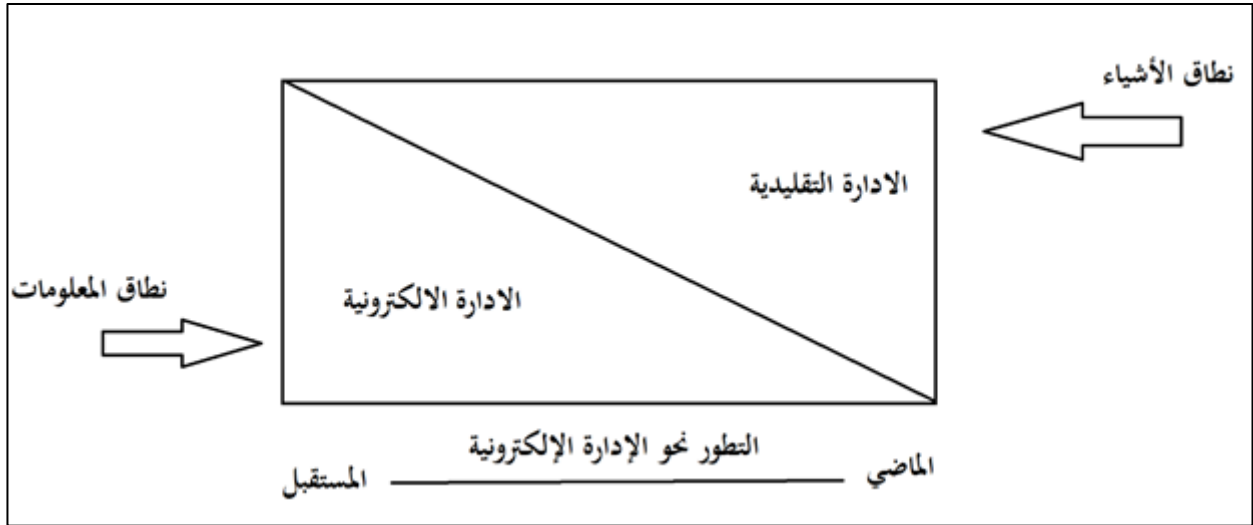 نطاق الأشياء
الادارة التقليدية
نطاق المعلومات
الادارة الالكترونية
التطور نحو الإدارة الإلكترونية
الماضي
المستقبل